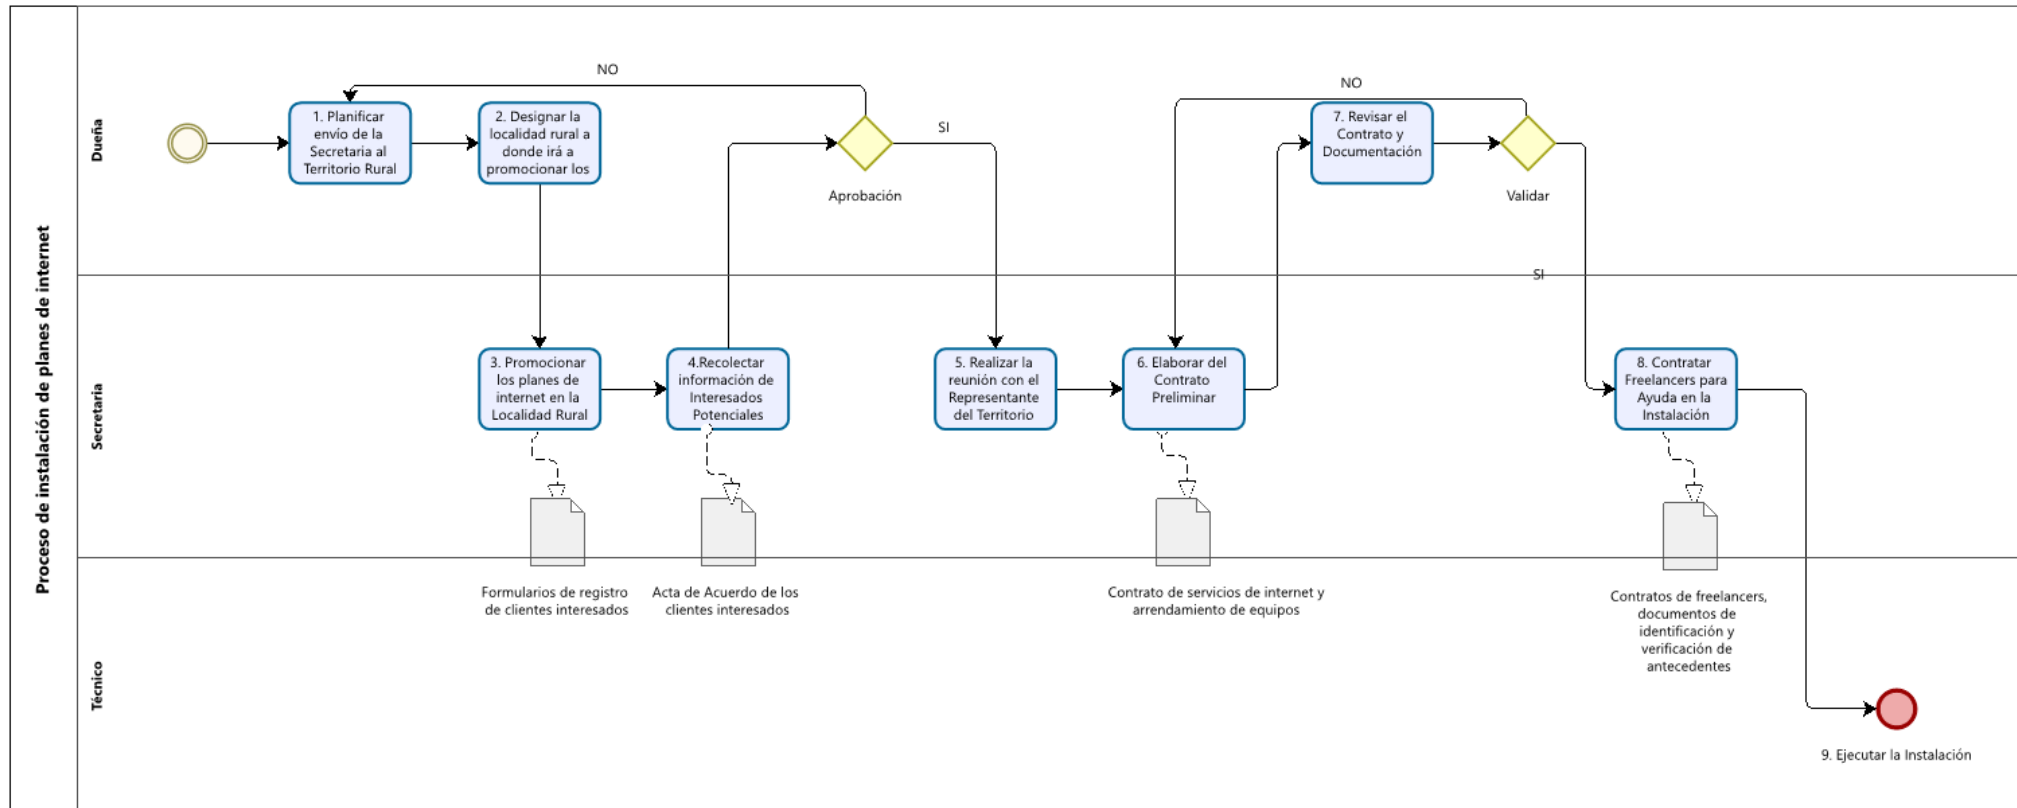 Proceso de instalación de planes de internet
Dueña
NO
1. Planificar
envío de la
Secretaria al
Territorio Rural
2. Designar la
localidad rural a
donde irá a
promocionar los
Aprobación
SI
NO
7. Revisar el
Contrato y
Documentación
Validar
SI
Secretaria
3. Promocionar
los planes de
internet en la
Localidad Rural
4.Recolectar
información de
Interesados
Potenciales
5. Realizar la
reunión con el
Representante
del Territorio
6. Elaborar del
Contrato
Preliminar
8. Contratar
Freelancers para
Ayuda en la
Instalación
Formularios de registro
de clientes interesados
Acta de Acuerdo de los
clientes interesados
Contrato de servicios de internet y
arrendamiento de equipos
Contratos de freelancers,
documentos de
identificación y
verificación de
antecedentes
Técnico
9. Ejecutar la Instalación